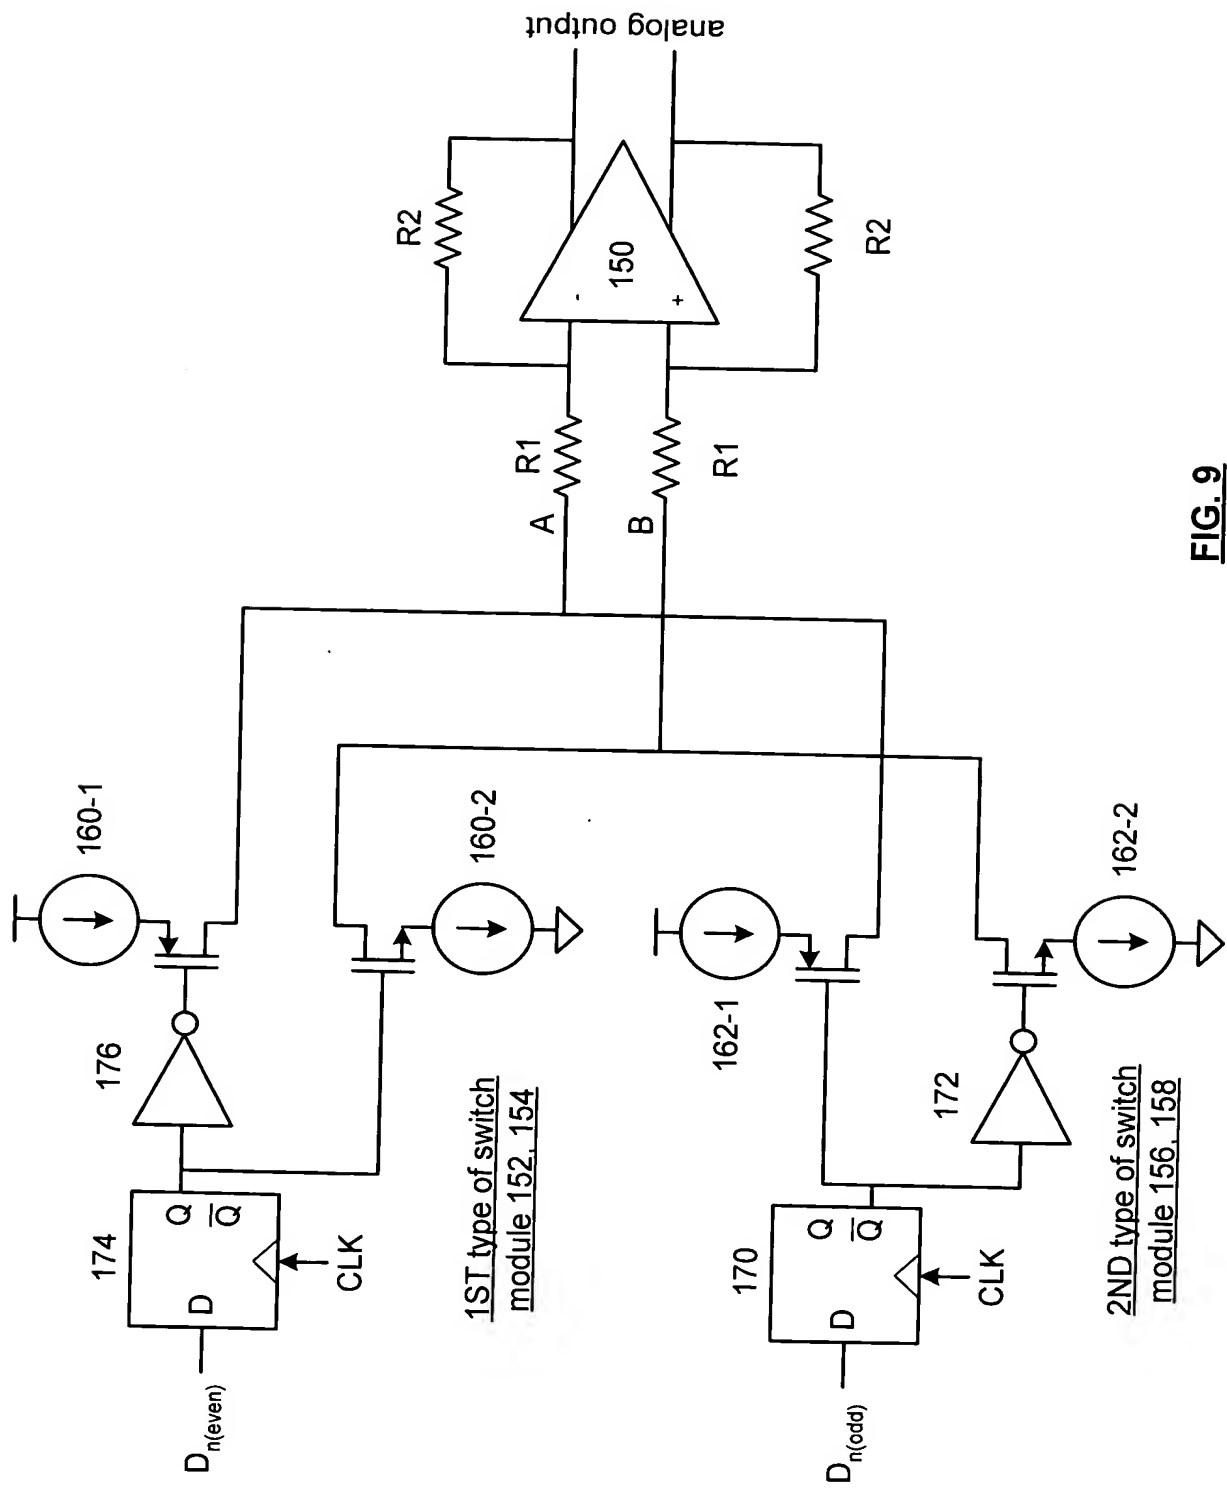 160-1
176
174
Q
Q
D
CLK
D n(even)
160-2
1ST type of switch
module 152, 154
162-1
172
170
Q
Q
D
CLK
D n(odd)
162-2
2ND type of switch
module 156, 158
A
B
R1
R1
R2
R2
-
+
150
analog output
FIG. 9